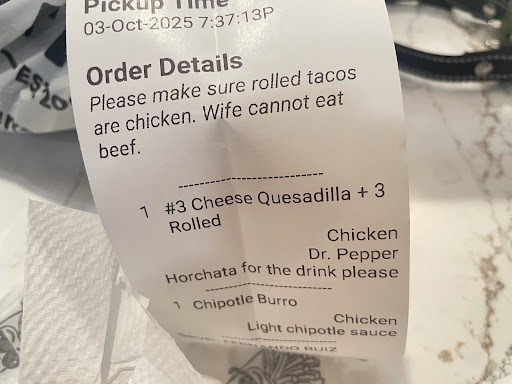 Pickup Time
03-Oct-2025 7:37:13P
Order Details
Please make sure rolled tacos
are chicken. Wife cannot eat
beef.
1 #3 Cheese Quesadilla + 3
Rolled
Chicken
Dr. Pepper
Horchata for the drink please
1 Chipotle Burro
Chicken
Light chipotle sauce
FERNANDO RUIZ